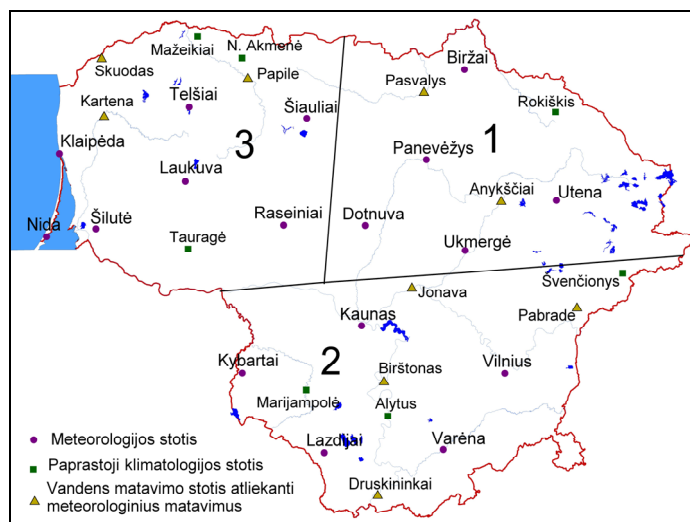 Mažeikiai
N. Akmenė
Skuodas
Papile
Biržai
Pasvalys
Kartena
Telšiai
Šiauliai
Rokiškis
3
1
Klaipėda
Panevėžys
Laukuva
Anykščiai
Utena
Nida
Šilutė
Raseiniai
Dotnuva
Tauragė
Ukmergė
Švenčionys
Jonava
Kaunas
Pabradė
2
Kybartai
Birštonas
Vilnius
Marijampolė
Alytus
Lazdijai
Varėna
Druskininkai
Meteorologijos stotis
Paprastoji klimatologijos stotis
Vandens matavimo stotis atliekanti
meteorologinius matavimus